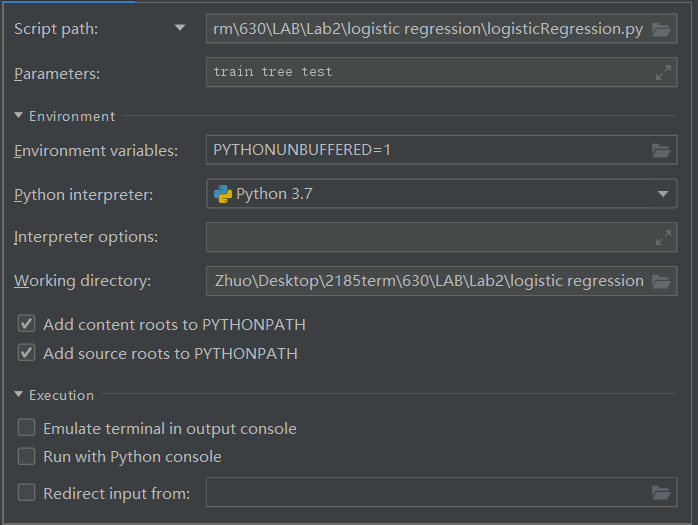 Script path: rm\630\LAB\Lab2\logistic regression\logisticRegression.py
Parameters: train tree test
Environment
Environment variables: PYTHONUNBUFFERED=1
Python interpreter: Python 3.7
Interpreter options:
Working directory: Zhuo\Desktop\2185term\630\LAB\Lab2\logistic regression
Add content roots to PYTHONPATH
Add source roots to PYTHONPATH
Execution
Emulate terminal in output console
Run with Python console
Redirect input from: